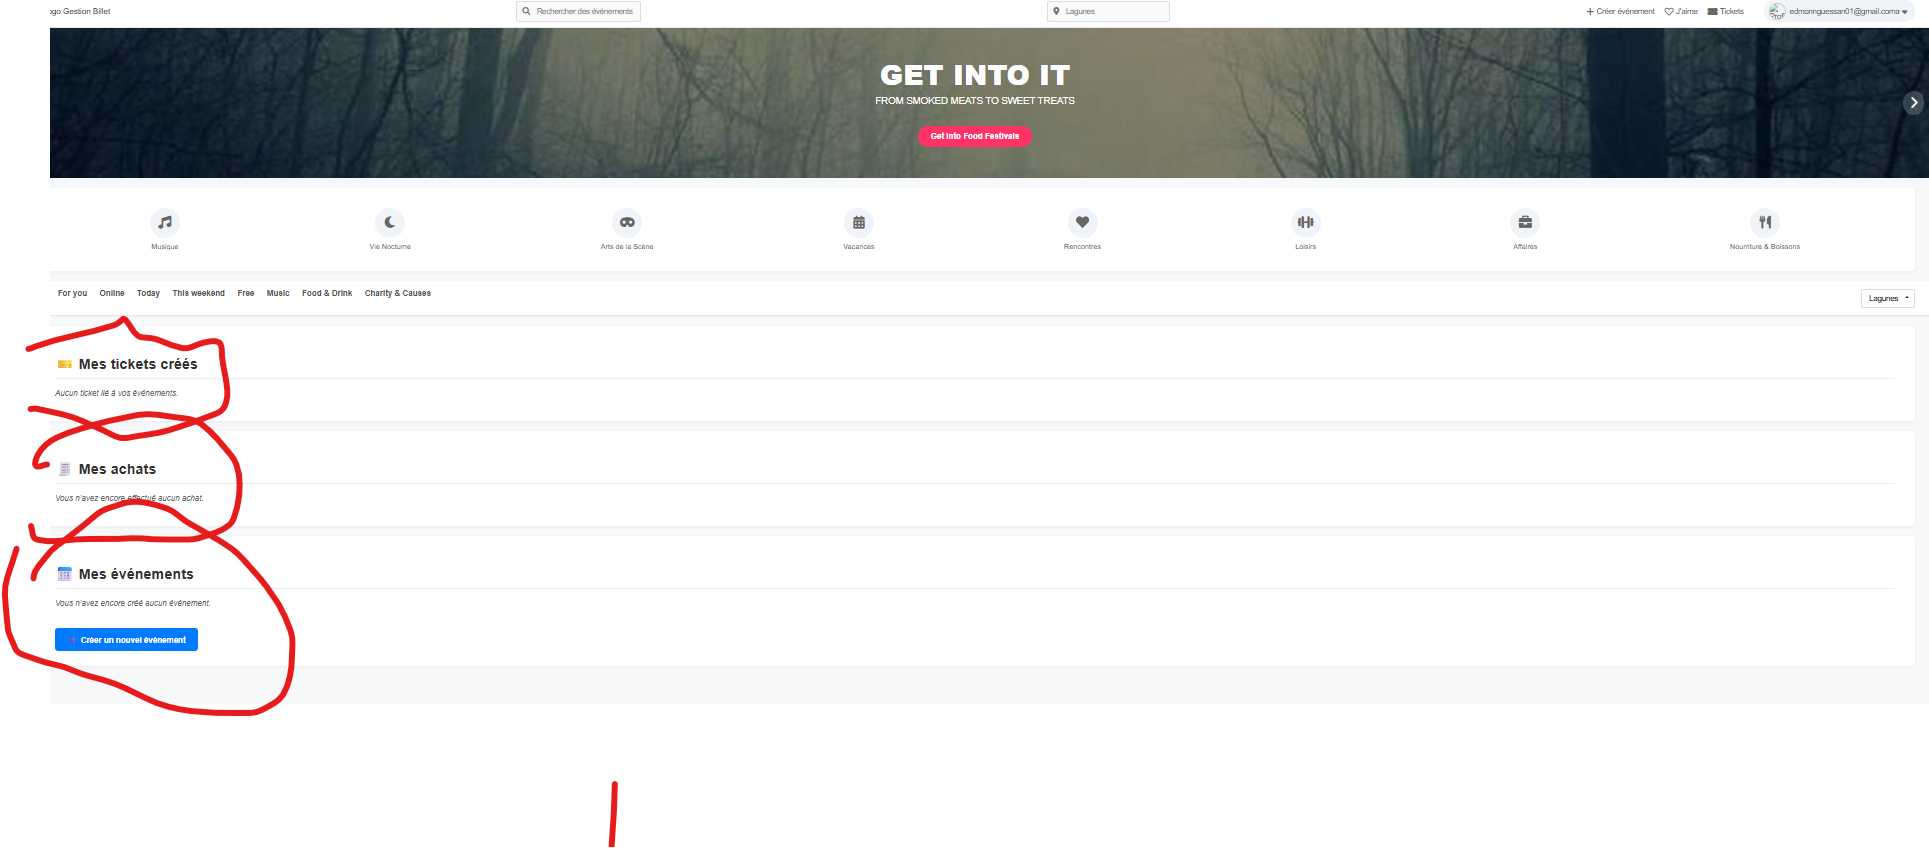 ogo Gestion Billet
Rechercher des événements
Lagunes
Créer événement
J'aime
Tickets
edmonnguessan01@gmail.coma
GET INTO IT
FROM SMOKED MEATS TO SWEET TREATS
Get Into Food Festivals
Musique
Vie Nocturne
Arts de la Scène
Vacances
Rencontres
Loisirs
Affaires
Nourriture & Boissons
For you
Online
Today
This weekend
Free
Music
Food & Drink
Charity & Causes
Lagunes
Mes tickets créés
Aucun ticket lié à vos événements.
Mes achats
Vous n'avez encore effectué aucun achat.
Mes événements
Vous n'avez encore créé aucun événement.
Créer un nouvel événement